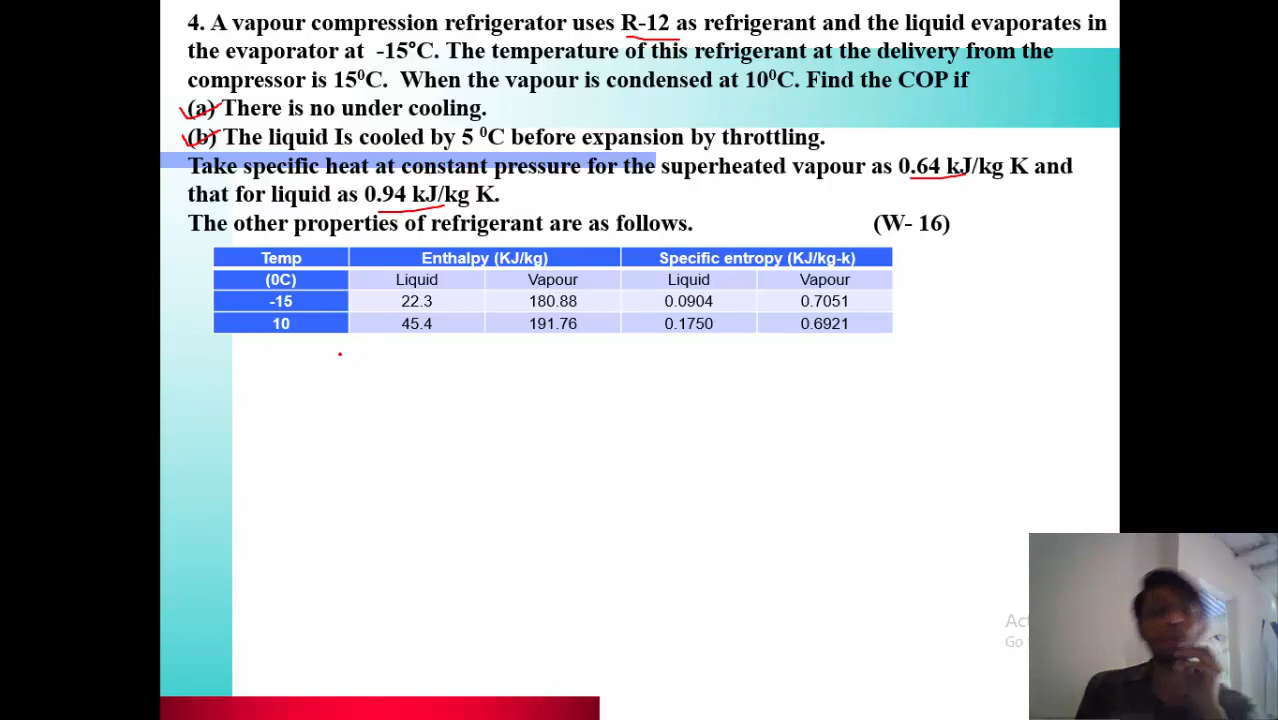 4. A vapour compression refrigerator uses R-12 as refrigerant and the liquid evaporates in
the evaporator at -15°C. The temperature of this refrigerant at the delivery from the
compressor is 15⁰C. When the vapour is condensed at 10⁰C. Find the COP if
(a) There is no under cooling.
(b) The liquid Is cooled by 5 ⁰C before expansion by throttling.
Take specific heat at constant pressure for the superheated vapour as 0.64 kJ/kg K and
that for liquid as 0.94 kJ/kg K.
The other properties of refrigerant are as follows. (W- 16)
Temp Enthalpy (KJ/kg) Specific entropy (KJ/kg-k)
(0C) Liquid Vapour Liquid Vapour
-15 22.3 180.88 0.0904 0.7051
10 45.4 191.76 0.1750 0.6921
Go